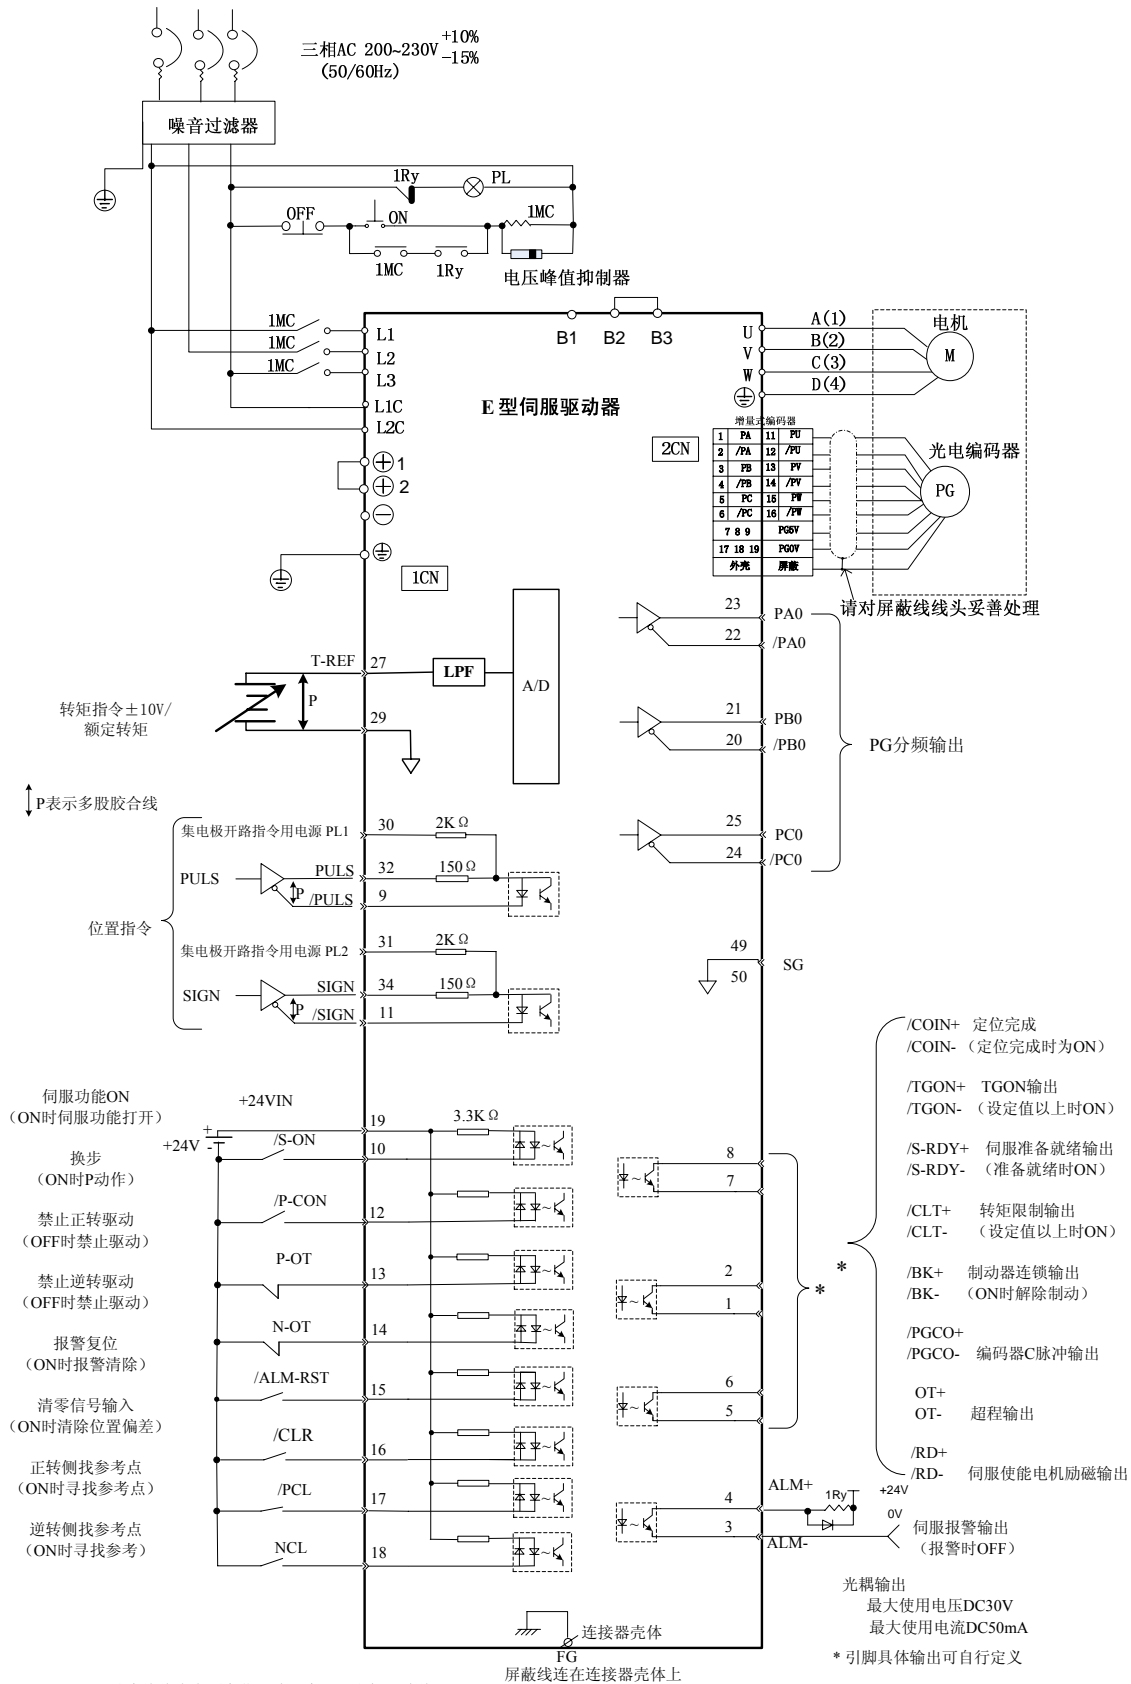 三相AC 200~230V +10% -15%
(50/60Hz)
噪音过滤器
1Ry
PL
OFF
ON
1MC
1MC
1Ry
电压峰值抑制器
1MC
1MC
1MC
L1
L2
L3
L1C
L2C
B1 B2 B3
E 型伺服驱动器
U
V
W
A(1)
B(2)
C(3)
D(4)
电机
M
1
2
1CN
2CN
增量式编码器
1 PA 11 PU
2 /PA 12 /PU
3 PB 13 PV
4 /PB 14 /PV
5 PC 15 PW
6 /PC 16 /PW
7 8 9 PG5V
17 18 19 PG0V
外壳 屏蔽
光电编码器
PG
请对屏蔽线线头妥善处理
T-REF 27
LPF
A/D
P
29
转矩指令±10V/
额定转矩
P表示多股胶合线
23 PA0
22 /PA0
21 PB0
20 /PB0
25 PC0
24 /PC0
PG分频输出
位置指令
集电极开路指令用电源 PL1 30 2KΩ
PULS PULS 32 150Ω
P /PULS 9
集电极开路指令用电源 PL2 31 2KΩ
SIGN SIGN 34 150Ω
P /SIGN 11
49
50
SG
伺服功能ON
(ON时伺服功能打开)
+24VIN
+24V
+
-
19 3.3KΩ
/S-ON 10
换步
(ON时P动作)
/P-CON 12
禁止正转驱动
(OFF时禁止驱动)
P-OT 13
禁止逆转驱动
(OFF时禁止驱动)
N-OT 14
报警复位
(ON时报警清除)
/ALM-RST 15
清零信号输入
(ON时清除位置偏差)
/CLR 16
正转侧找参考点
(ON时寻找参考点)
/PCL 17
逆转侧找参考点
(ON时寻找参考)
NCL 18
8
7
2
1
6
5
4
3
*
*
/COIN+ 定位完成
/COIN- (定位完成时为ON)
/TGON+ TGON输出
/TGON- (设定值以上时ON)
/S-RDY+ 伺服准备就绪输出
/S-RDY- (准备就绪时ON)
/CLT+ 转矩限制输出
/CLT- (设定值以上时ON)
/BK+ 制动器连锁输出
/BK- (ON时解除制动)
/PGCO+
/PGCO- 编码器C脉冲输出
OT+
OT- 超程输出
/RD+
/RD- 伺服使能电机励磁输出
ALM+
1Ry
+24V
0V
ALM-
伺服报警输出
(报警时OFF)
光耦输出
最大使用电压DC30V
最大使用电流DC50mA
* 引脚具体输出可自行定义
连接器壳体
FG
屏蔽线连在连接器壳体上